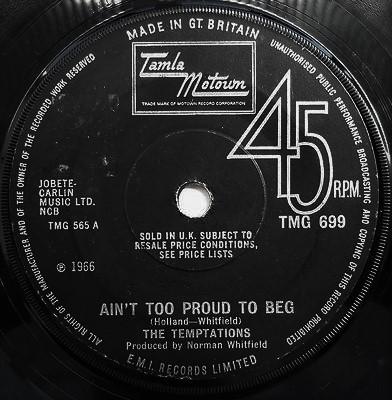 MADE IN GT. BRITAIN
Tamla
Motown
TRADE MARK OF MOTOWN RECORD CORPORATION
45
R.P.M.
TMG 699
JOBETE-
CARLIN
MUSIC LTD.
NCB
TMG 565 A
SOLD IN U.K. SUBJECT TO
RESALE PRICE CONDITIONS,
SEE PRICE LISTS
℗ 1966
AIN'T TOO PROUD TO BEG
(Holland—Whitfield)
THE TEMPTATIONS
Produced by Norman Whitfield
E.M.I. RECORDS LIMITED
ALL RIGHTS OF THE MANUFACTURER AND OF THE OWNER OF THE RECORDED WORK RESERVED
UNAUTHORISED PUBLIC PERFORMANCE BROADCASTING AND COPYING OF THIS RECORD PROHIBITED